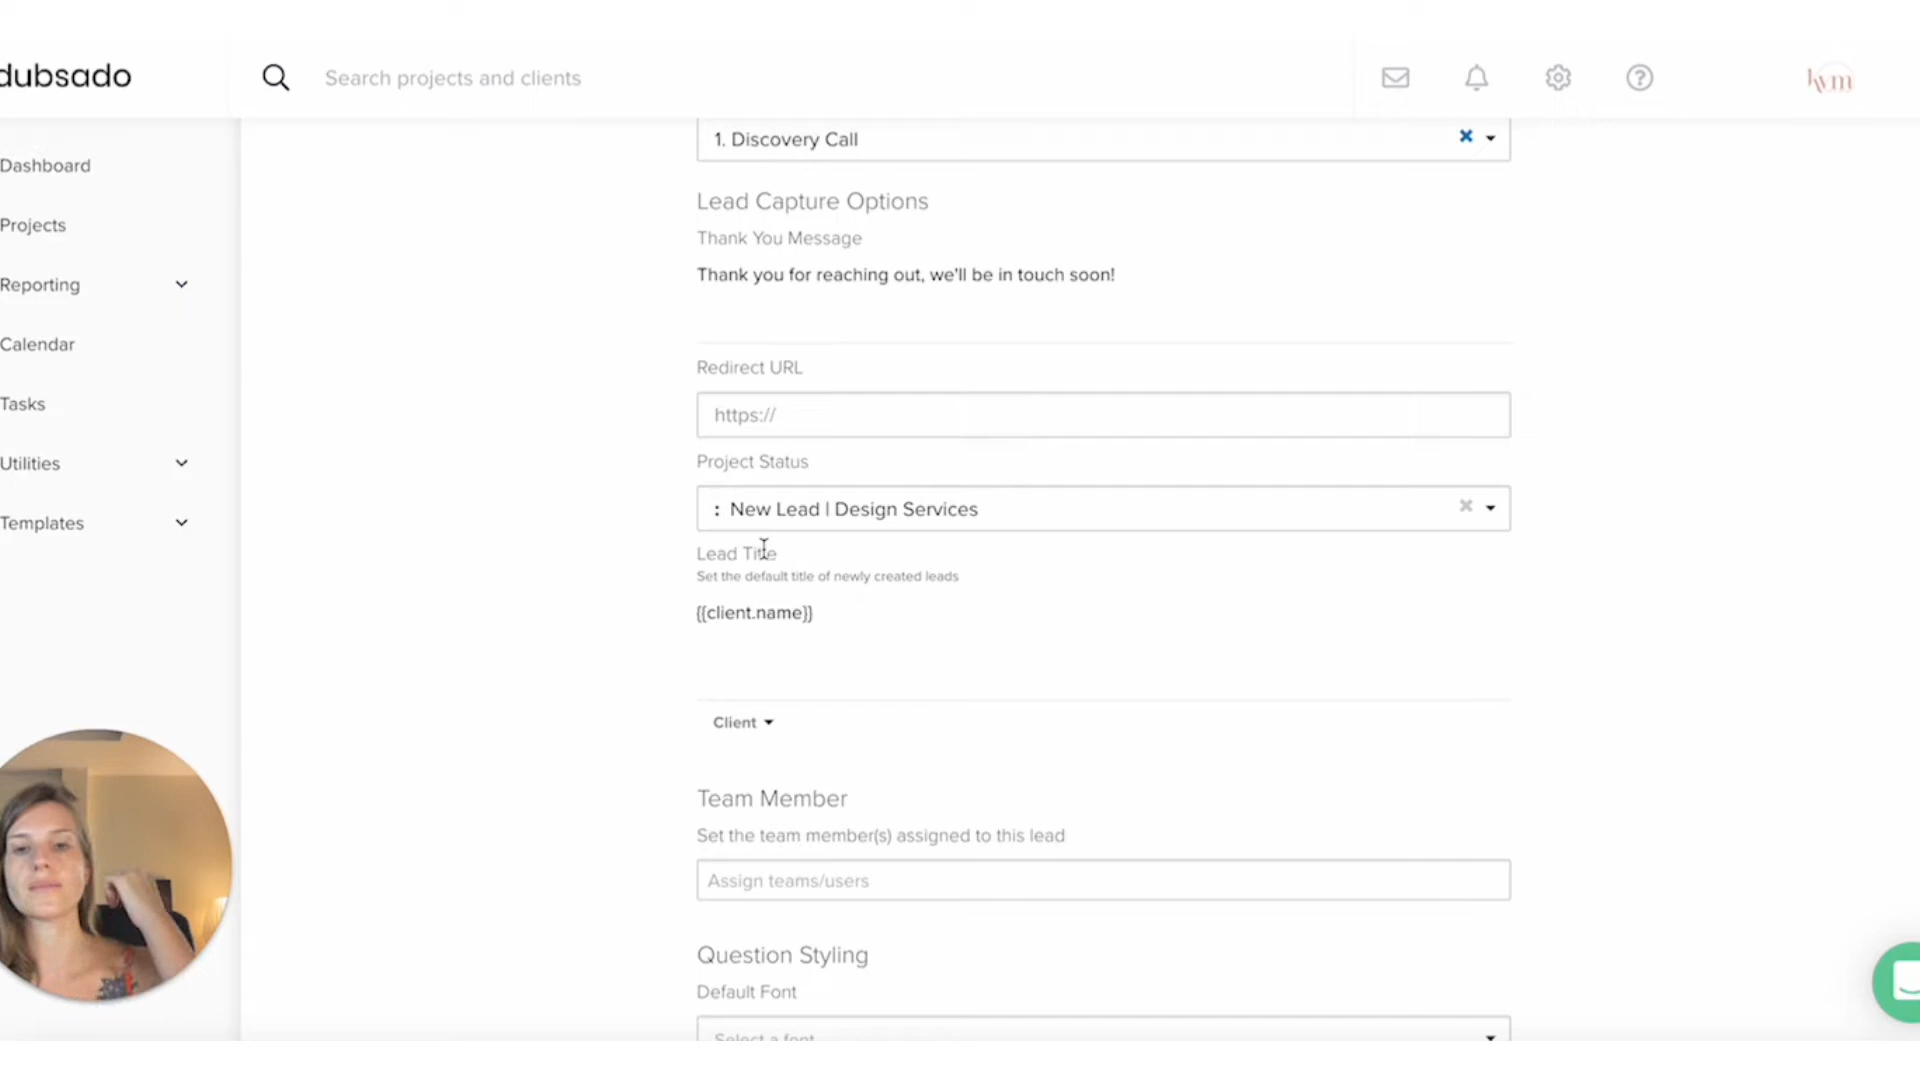 dubsado
Search projects and clients
kvm
Dashboard
Projects
Reporting
Calendar
Tasks
Utilities
Templates
1. Discovery Call
Lead Capture Options
Thank You Message
Thank you for reaching out, we'll be in touch soon!
Redirect URL
https://
Project Status
: New Lead | Design Services
Lead Title
Set the default title of newly created leads
{{client.name}}
Client
Team Member
Set the team member(s) assigned to this lead
Assign teams/users
Question Styling
Default Font
Select a font